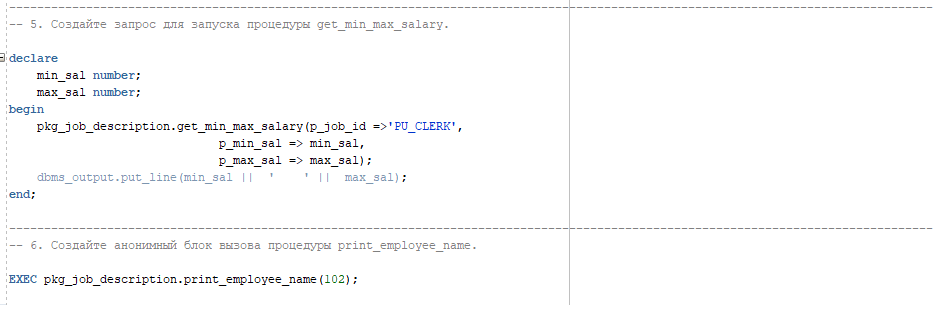 --------------------------------------------------------------------------------
-- 5. Создайте запрос для запуска процедуры get_min_max_salary.
declare
    min_sal number;
    max_sal number;
begin
    pkg_job_description.get_min_max_salary(p_job_id =>'PU_CLERK',
                              p_min_sal => min_sal,
                              p_max_sal => max_sal);
    dbms_output.put_line(min_sal ||  '    ' ||  max_sal);
end;
--------------------------------------------------------------------------------
-- 6. Создайте анонимный блок вызова процедуры print_employee_name.
EXEC pkg_job_description.print_employee_name(102);